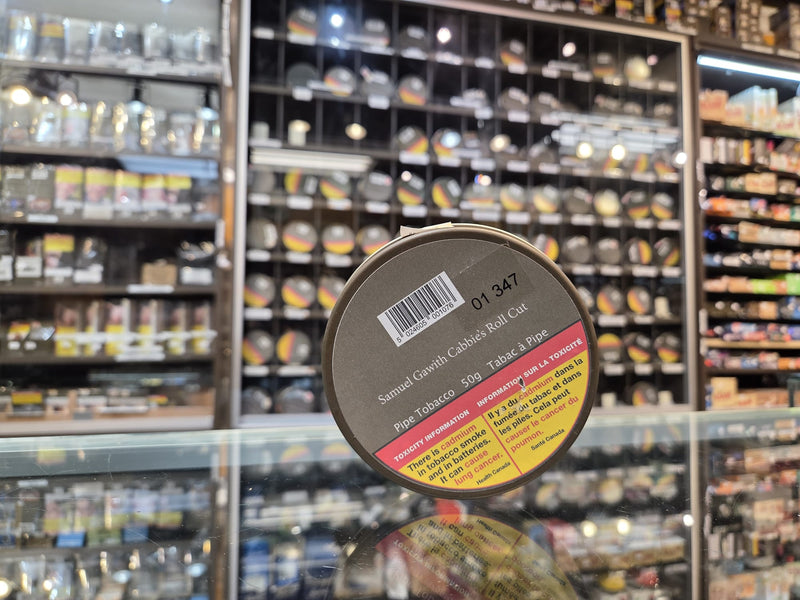 01 347
5 024605 001076
Samuel Gawith Cabbie's Roll Cut
Pipe Tobacco 50g Tabac à Pipe
TOXICITY INFORMATION INFORMATION SUR LA TOXICITÉ
There is cadmium
in tobacco smoke
and in batteries.
It can cause
lung cancer.
Health Canada
Il y a du cadmium dans la
fumée du tabac et dans
les piles. Cela peut
causer le cancer du
poumon.
Santé Canada